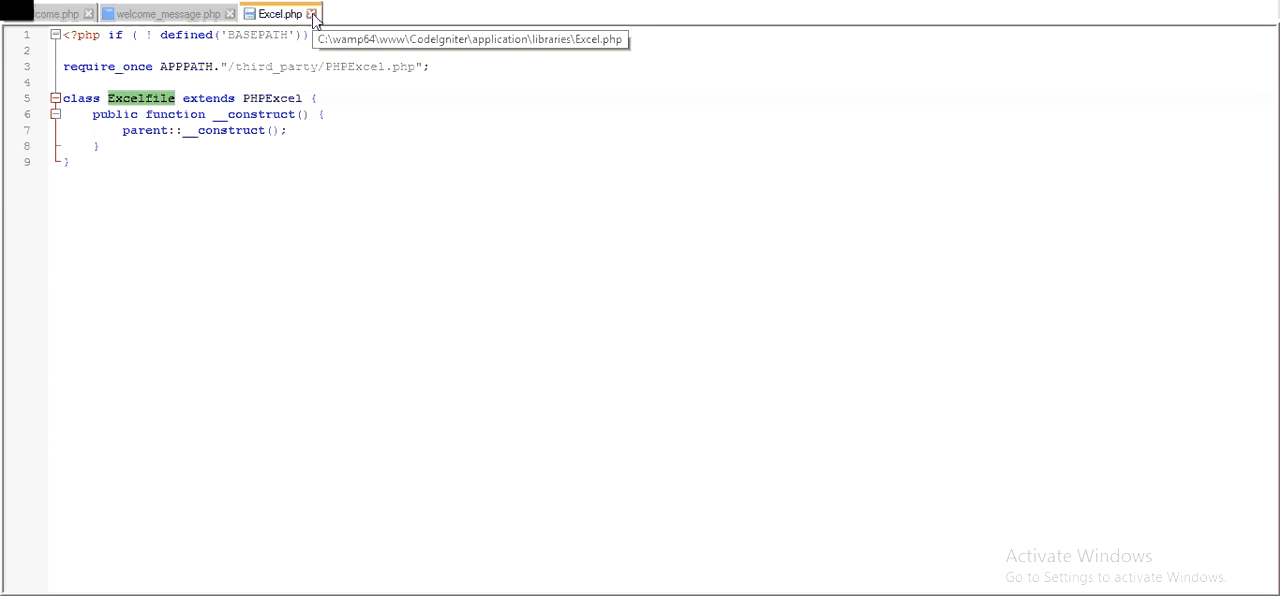 come.php welcome_message.php Excel.php
1 <?php if ( ! defined('BASEPATH'))
C:\wamp64\www\CodeIgniter\application\libraries\Excel.php
2
3 require_once APPPATH."/third_party/PHPExcel.php";
4
5 class Excelfile extends PHPExcel {
6 public function __construct() {
7 parent::__construct();
8 }
9 }
Activate Windows
Go to Settings to activate Windows.